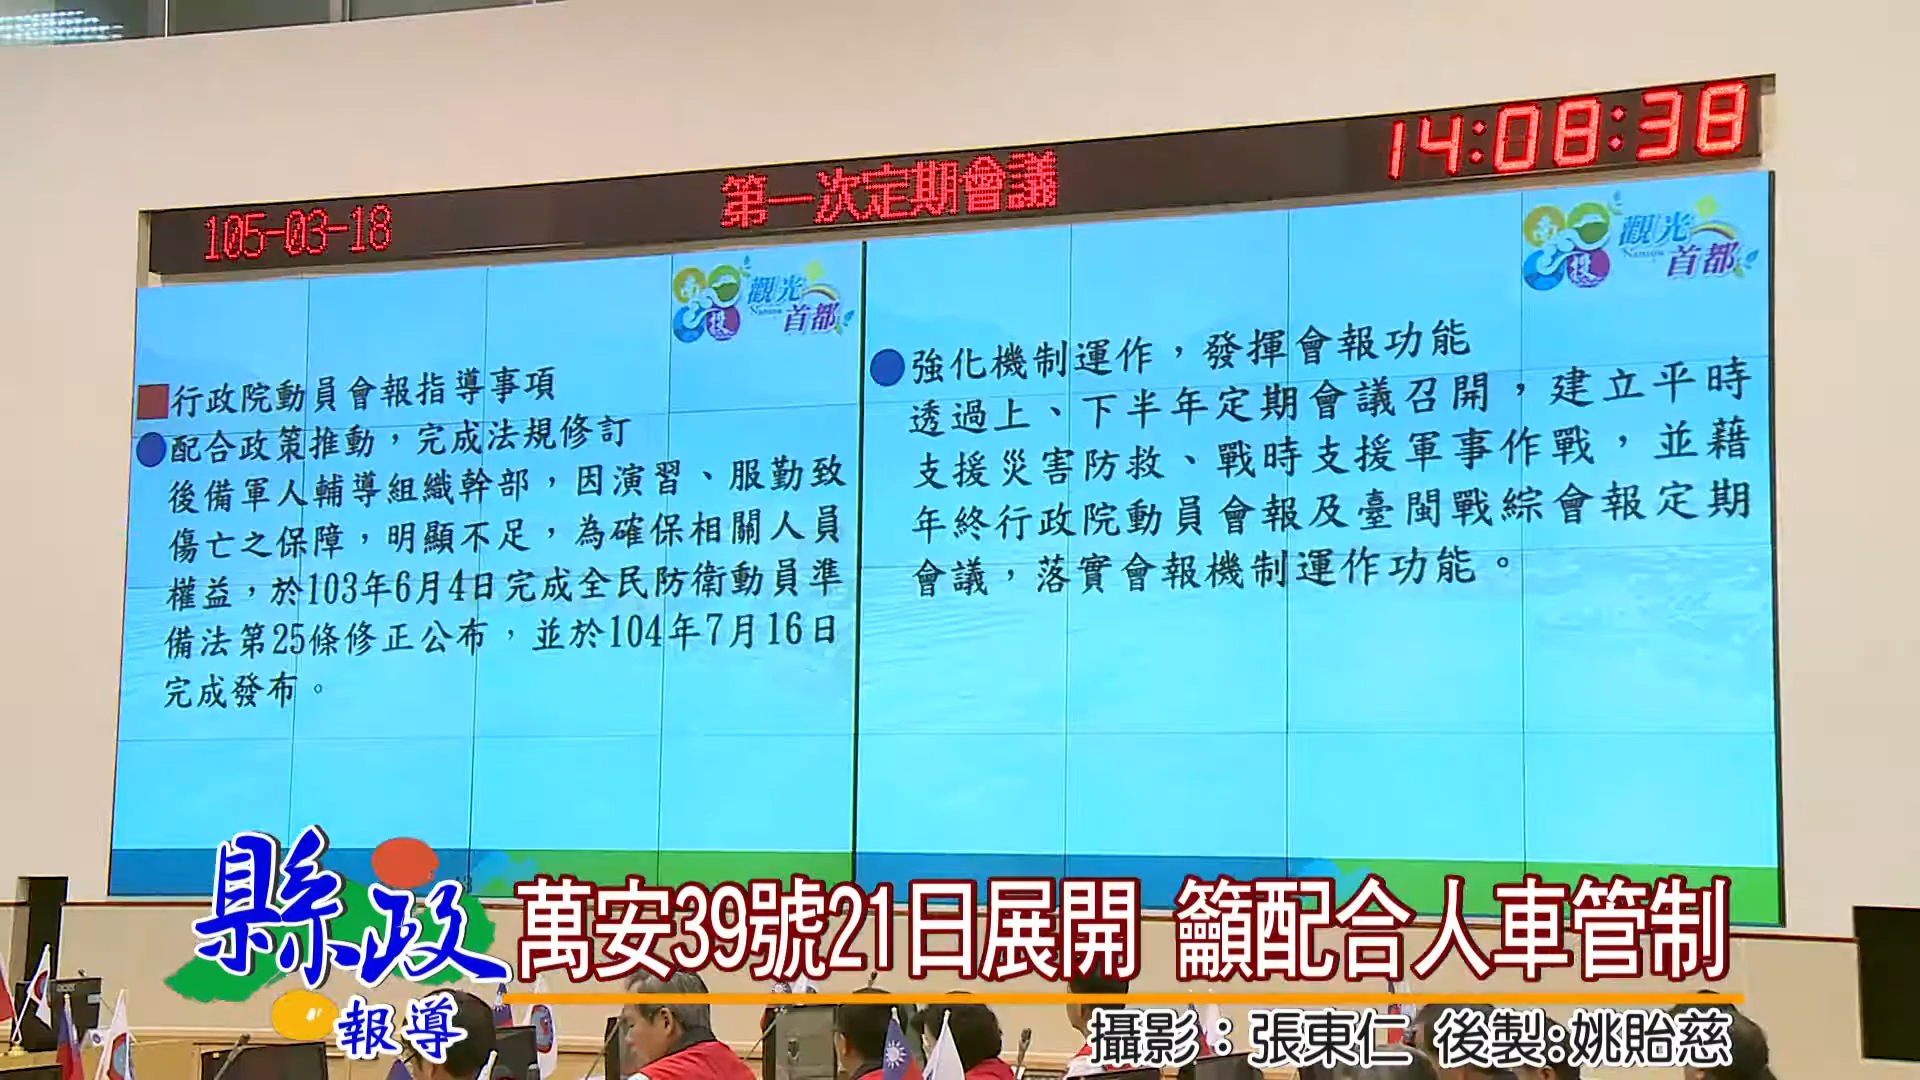 105-03-18
第一次定期會議
14:08:38
南投
觀光
Nantou
首都
行政院動員會報指導事項
配合政策推動，完成法規修訂
後備軍人輔導組織幹部，因演習、服勤致
傷亡之保障，明顯不足，為確保相關人員
權益，於103年6月4日完成全民防衛動員準
備法第25條修正公布，並於104年7月16日
完成發布。
南投
觀光
Nantou
首都
強化機制運作，發揮會報功能
透過上、下半年定期會議召開，建立平時
支援災害防救、戰時支援軍事作戰，並藉
年終行政院動員會報及臺閩戰綜會報定期
會議，落實會報機制運作功能。
縣政
報導
萬安39號21日展開 籲配合人車管制
攝影：張東仁 後製:姚貽慈